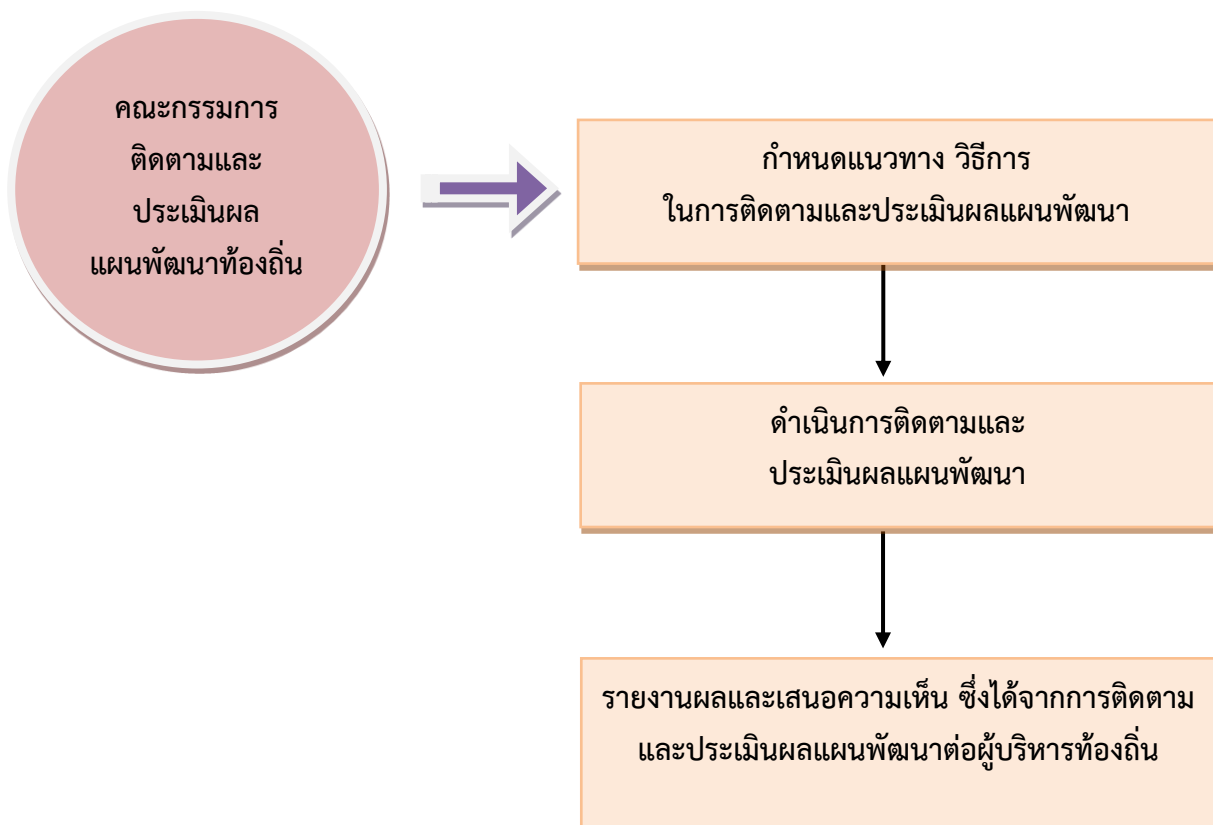 คณะกรรมการ
ติดตามและ
ประเมินผล
แผนพัฒนาท้องถิ่น
กำหนดแนวทาง วิธีการ
ในการติดตามและประเมินผลแผนพัฒนา
ดำเนินการติดตามและ
ประเมินผลแผนพัฒนา
รายงานผลและเสนอความเห็น ซึ่งได้จากการติดตาม
และประเมินผลแผนพัฒนาต่อผู้บริหารท้องถิ่น